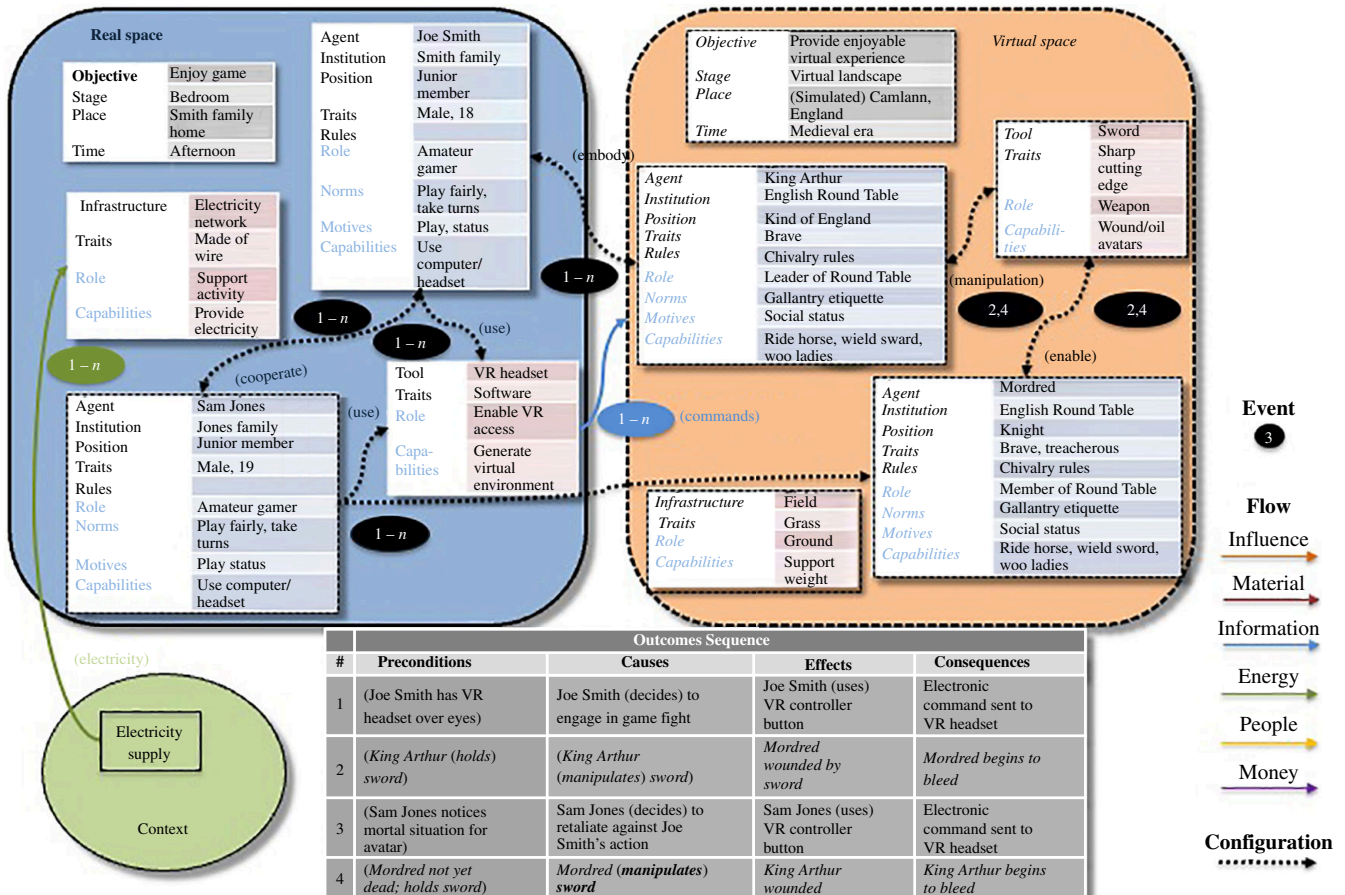 Real space
Objective Enjoy game
Stage Bedroom
Place Smith family
home
Time Afternoon
Agent Joe Smith
Institution Smith family
Position Junior
member
Traits Male, 18
Rules
Role Amateur
gamer
Norms Play fairly,
take turns
Motives Play, status
Capabilities Use
computer/
headset
Infrastructure Electricity
network
Traits Made of
wire
Role Support
activity
Capabilities Provide
electricity
1 – n
1 – n
(cooperate)
1 – n
(use)
(use)
Tool VR headset
Traits Software
Role Enable VR
access
Capa-
bilities Generate
virtual
environment
Agent Sam Jones
Institution Jones family
Position Junior member
Traits Male, 19
Rules
Role Amateur gamer
Norms Play fairly, take
turns
Motives Play status
Capabilities Use computer/
headset
1 – n
(embody)
1 – n
1 – n (commands)
Virtual space
Objective Provide enjoyable
virtual experience
Stage Virtual landscape
Place (Simulated) Camlann,
England
Time Medieval era
Agent King Arthur
Institution English Round Table
Position Kind of England
Traits Brave
Rules Chivalry rules
Role Leader of Round Table
Norms Gallantry etiquette
Motives Social status
Capabilities Ride horse, wield sward,
woo ladies
Tool Sword
Traits Sharp
cutting
edge
Role Weapon
Capabili-
ties Wound/oil
avatars
(manipulation)
2,4
2,4
(enable)
Agent Mordred
Institution English Round Table
Position Knight
Traits Brave, treacherous
Rules Chivalry rules
Role Member of Round Table
Norms Gallantry etiquette
Motives Social status
Capabilities Ride horse, wield sword,
woo ladies
Infrastructure Field
Traits Grass
Role Ground
Capabilities Support
weight
Event
3
Flow
Influence
Material
Information
Energy
People
Money
Configuration
(electricity)
Electricity
supply
Context
Outcomes Sequence
# Preconditions Causes Effects Consequences
1 (Joe Smith has VR
headset over eyes) Joe Smith (decides) to
engage in game fight Joe Smith (uses)
VR controller
button Electronic
command sent to
VR headset
2 (King Arthur (holds)
sword) (King Arthur
(manipulates) sword) Mordred
wounded by
sword Mordred begins to
bleed
3 (Sam Jones notices
mortal situation for
avatar) Sam Jones (decides) to
retaliate against Joe
Smith's action Sam Jones (uses)
VR controller
button Electronic
command sent to
VR headset
4 (Mordred not yet
dead; holds sword) Mordred (manipulates)
sword King Arthur
wounded King Arthur begins
to bleed